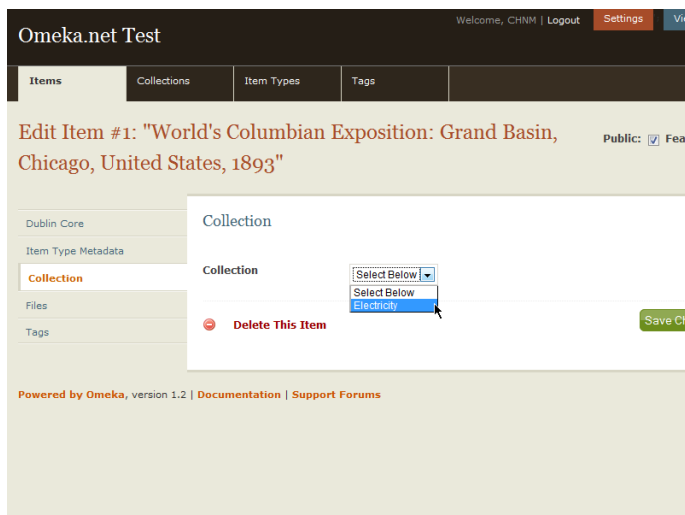 Welcome, CHNM | Logout Settings
Omeka.net Test
Items Collections Item Types Tags
Edit Item #1: "World's Columbian Exposition: Grand Basin,
Chicago, United States, 1893"
Public:
Dublin Core
Item Type Metadata
Collection
Files
Tags
Collection
Collection Select Below
Select Below
Electricity
Delete This Item
Save
Powered by Omeka, version 1.2 | Documentation | Support Forums